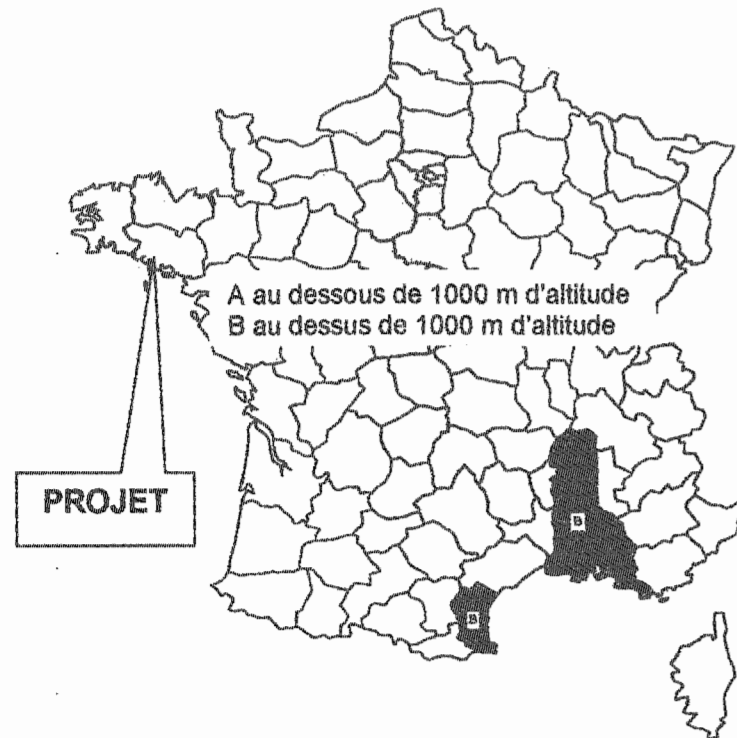 A au dessous de 1000 m d'altitude
B au dessus de 1000 m d'altitude
PROJET
B
B